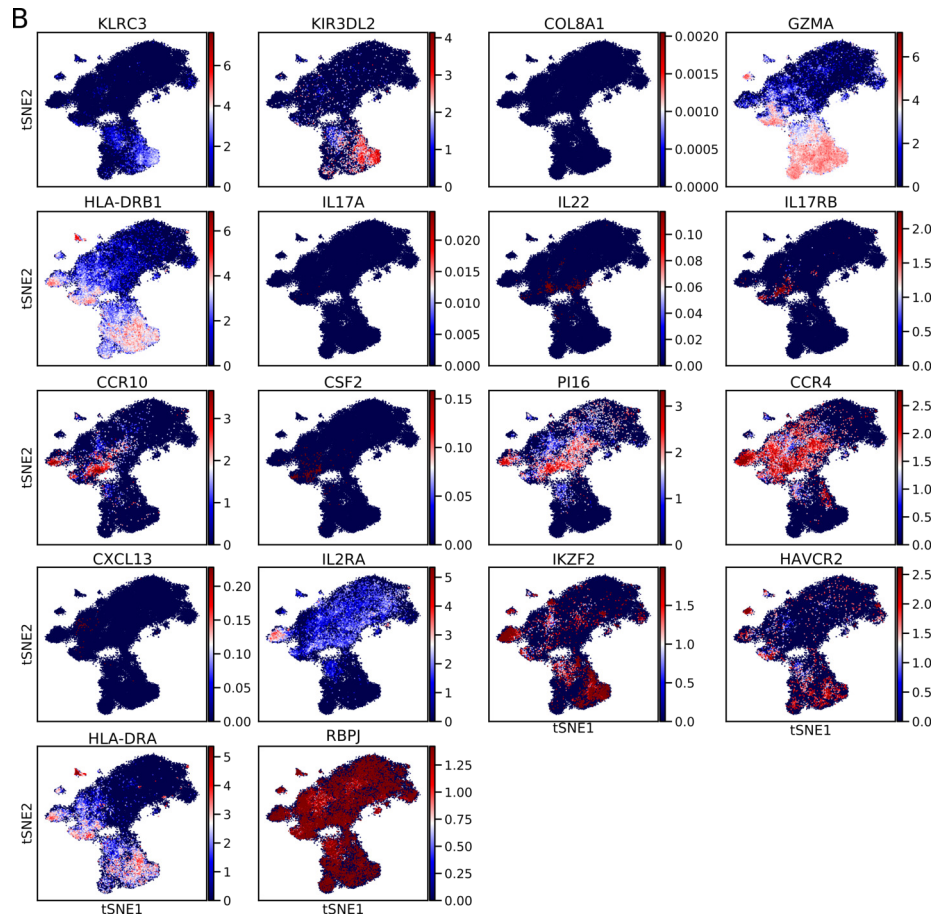 B
KLRC3 KIR3DL2 COL8A1 GZMA
tSNE2
6 4 2 0
4 3 2 1 0
0.0020 0.0015 0.0010 0.0005 0.0000
6 4 2 0
HLA-DRB1 IL17A IL22 IL17RB
tSNE2
6 4 2 0
0.020 0.015 0.010 0.005 0.000
0.10 0.08 0.06 0.04 0.02 0.00
2.0 1.5 1.0 0.5 0.0
CCR10 CSF2 PI16 CCR4
tSNE2
3 2 1 0
0.15 0.10 0.05 0.00
3 2 1 0
2.5 2.0 1.5 1.0 0.5 0.0
CXCL13 IL2RA IKZF2 HAVCR2
tSNE2
0.20 0.15 0.10 0.05 0.00
5 4 3 2 1 0
1.5 1.0 0.5 0.0
2.5 2.0 1.5 1.0 0.5 0.0
tSNE1 tSNE1
HLA-DRA RBPJ
tSNE2
5 4 3 2 1 0
1.25 1.00 0.75 0.50 0.25 0.00
tSNE1 tSNE1